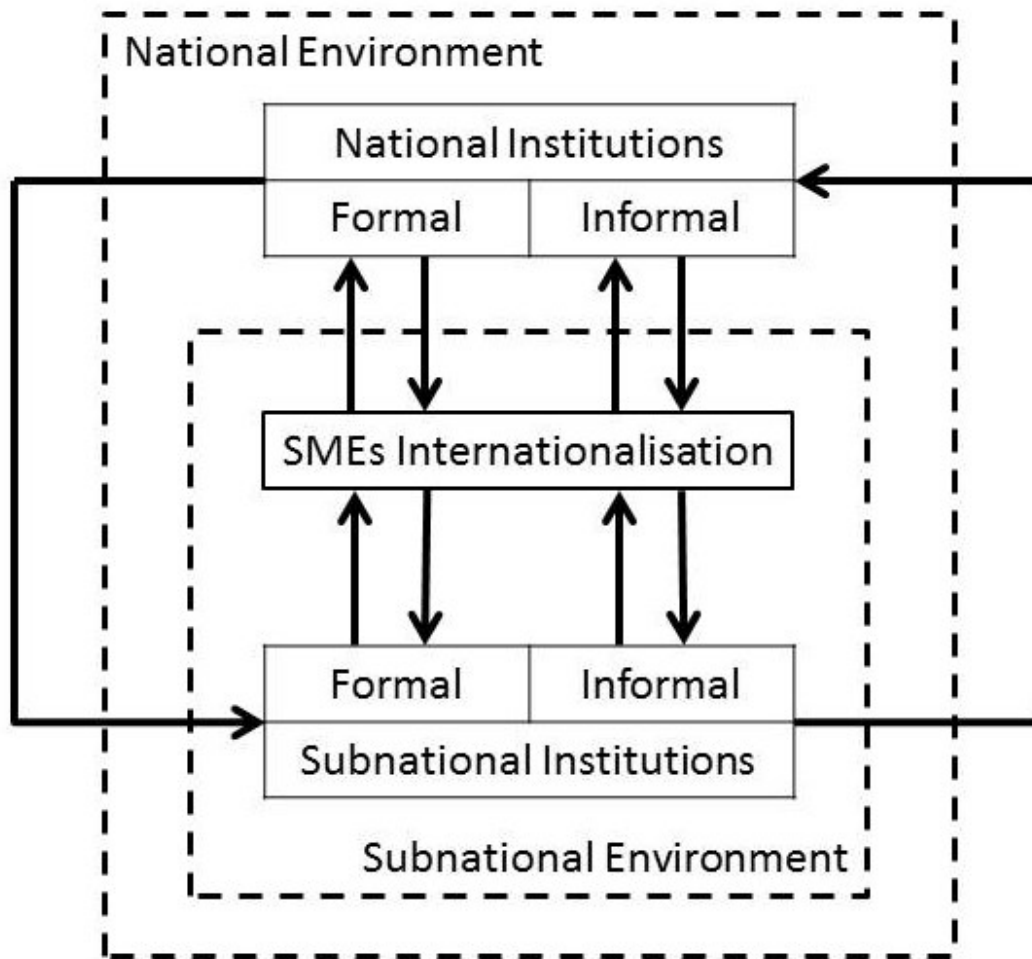 National Environment
National Institutions
Formal Informal
SMEs Internationalisation
Formal Informal
Subnational Institutions
Subnational Environment